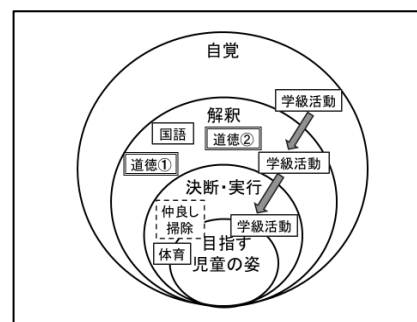 自覚
学級活動
解釈
国語
道徳②
道徳①
学級活動
決断・実行
仲良し
掃除
学級活動
目指す
児童の姿
体育